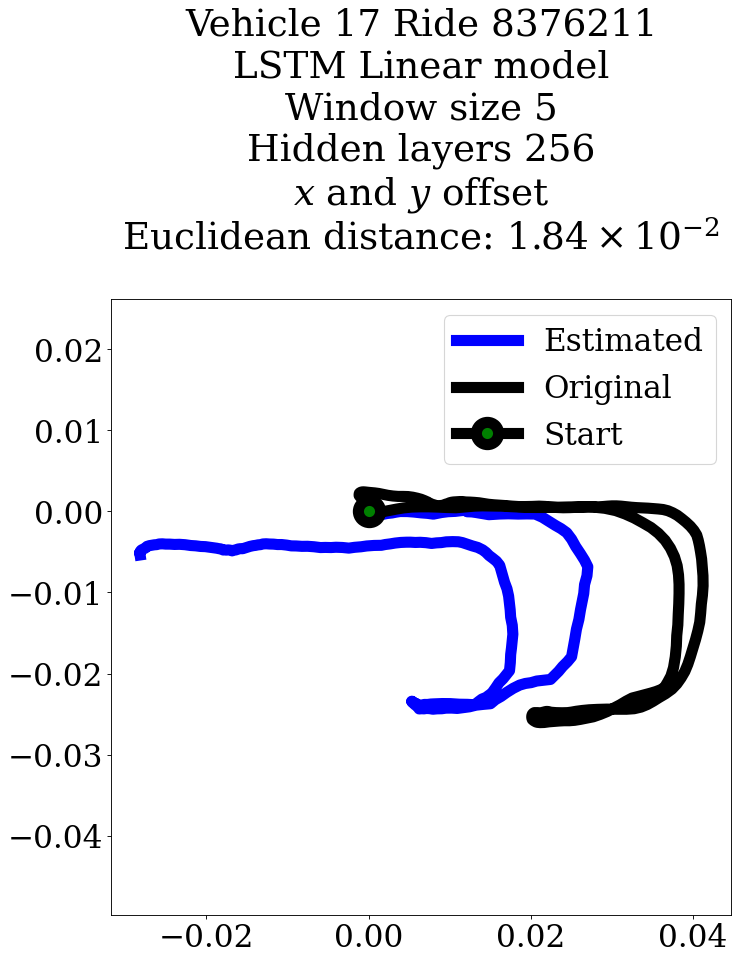 Vehicle 17 Ride 8376211
LSTM Linear model
Window size 5
Hidden layers 256
x and y offset
Euclidean distance: 1.84 × 10⁻²
Estimated
Original
Start
0.02
0.01
0.00
−0.01
−0.02
−0.03
−0.04
−0.02 0.00 0.02 0.04